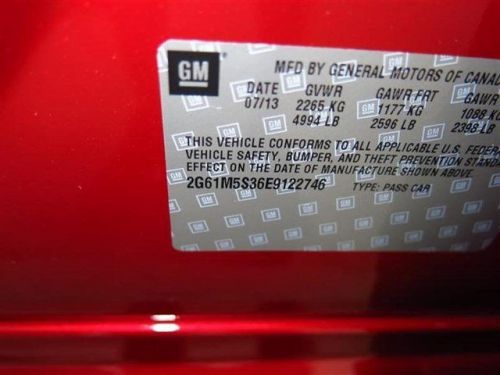 GM
MFD BY GENERAL MOTORS OF CANAD
DATE GVWR GAWR FRT GAWR
07/13 2265 KG 1177 KG 1088 KG
4994 LB 2596 LB 2398 LB
THIS VEHICLE CONFORMS TO ALL APPLICABLE U.S. FEDER
VEHICLE SAFETY, BUMPER, AND THEFT PREVENTION STAND
EFFECT ON THE DATE OF MANUFACTURE SHOWN ABOVE.
2G61M5S36E9122746 TYPE: PASS CAR